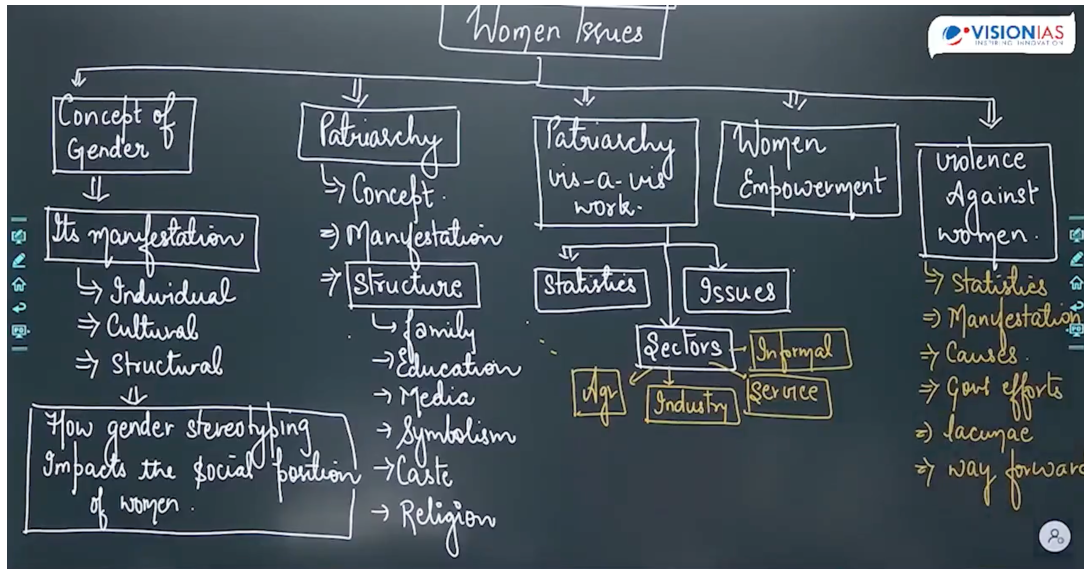 Women Issues
VISIONIAS
INSPIRING INNOVATION
Concept of
Gender
Its manifestation
↳ Individual
⇒ Cultural
⇒ Structural
How gender stereotyping
Impacts the social position
of women.
Patriarchy
↳ Concept.
⇒ Manifestation
⇒ Structure
↳ family
→ Education
→ Media
→ Symbolism
→ Caste
→ Religion
Patriarchy
vis-a-vis
work.
Statistics
Issues
Sectors
Informal
Agr
Industry
Service
Women
Empowerment
Violence
Against
women.
↳ Statistics
⇒ Manifestation
⇒ Causes.
⇒ Govt efforts
⇒ lacunae
⇒ way forward